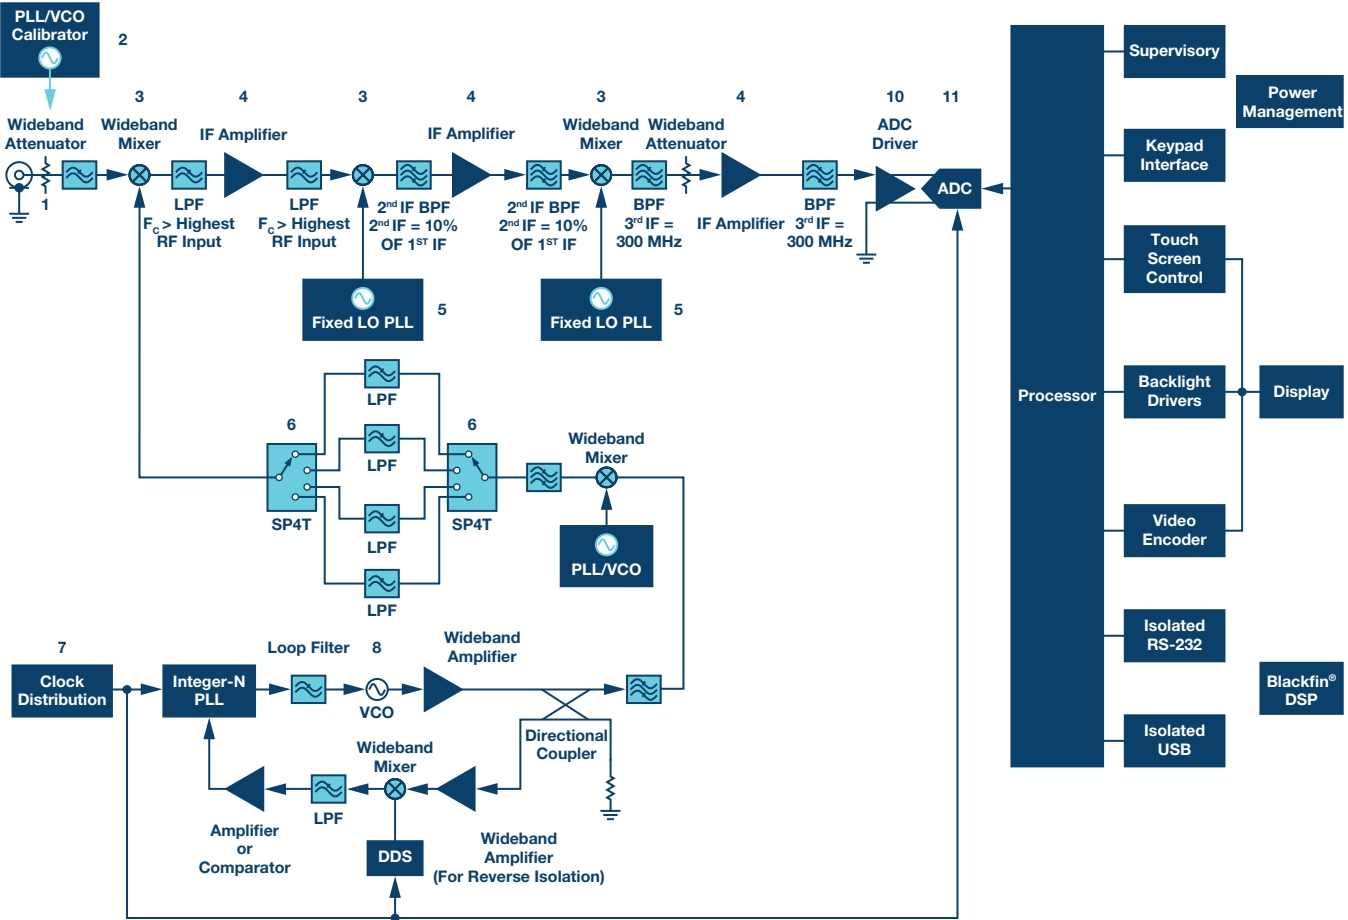 PLL/VCO
Calibrator
2
3
4
3
4
3
4
10
11
Wideband
Attenuator
Wideband
Mixer
IF Amplifier
IF Amplifier
Wideband
Mixer
Wideband
Attenuator
ADC
Driver
1
LPF
FC > Highest
RF Input
LPF
FC > Highest
RF Input
2nd IF BPF
2nd IF = 10%
OF 1ST IF
2nd IF BPF
2nd IF = 10%
OF 1ST IF
BPF
3rd IF =
300 MHz
IF Amplifier
BPF
3rd IF =
300 MHz
ADC
Fixed LO PLL
5
Fixed LO PLL
5
LPF
LPF
LPF
LPF
6
SP4T
6
SP4T
Wideband
Mixer
PLL/VCO
7
Clock
Distribution
Integer-N
PLL
Loop Filter
8
VCO
Wideband
Amplifier
Directional
Coupler
Wideband
Mixer
LPF
Amplifier
or
Comparator
DDS
Wideband
Amplifier
(For Reverse Isolation)
Processor
Supervisory
Power
Management
Keypad
Interface
Touch
Screen
Control
Backlight
Drivers
Display
Video
Encoder
Isolated
RS-232
Blackfin®
DSP
Isolated
USB